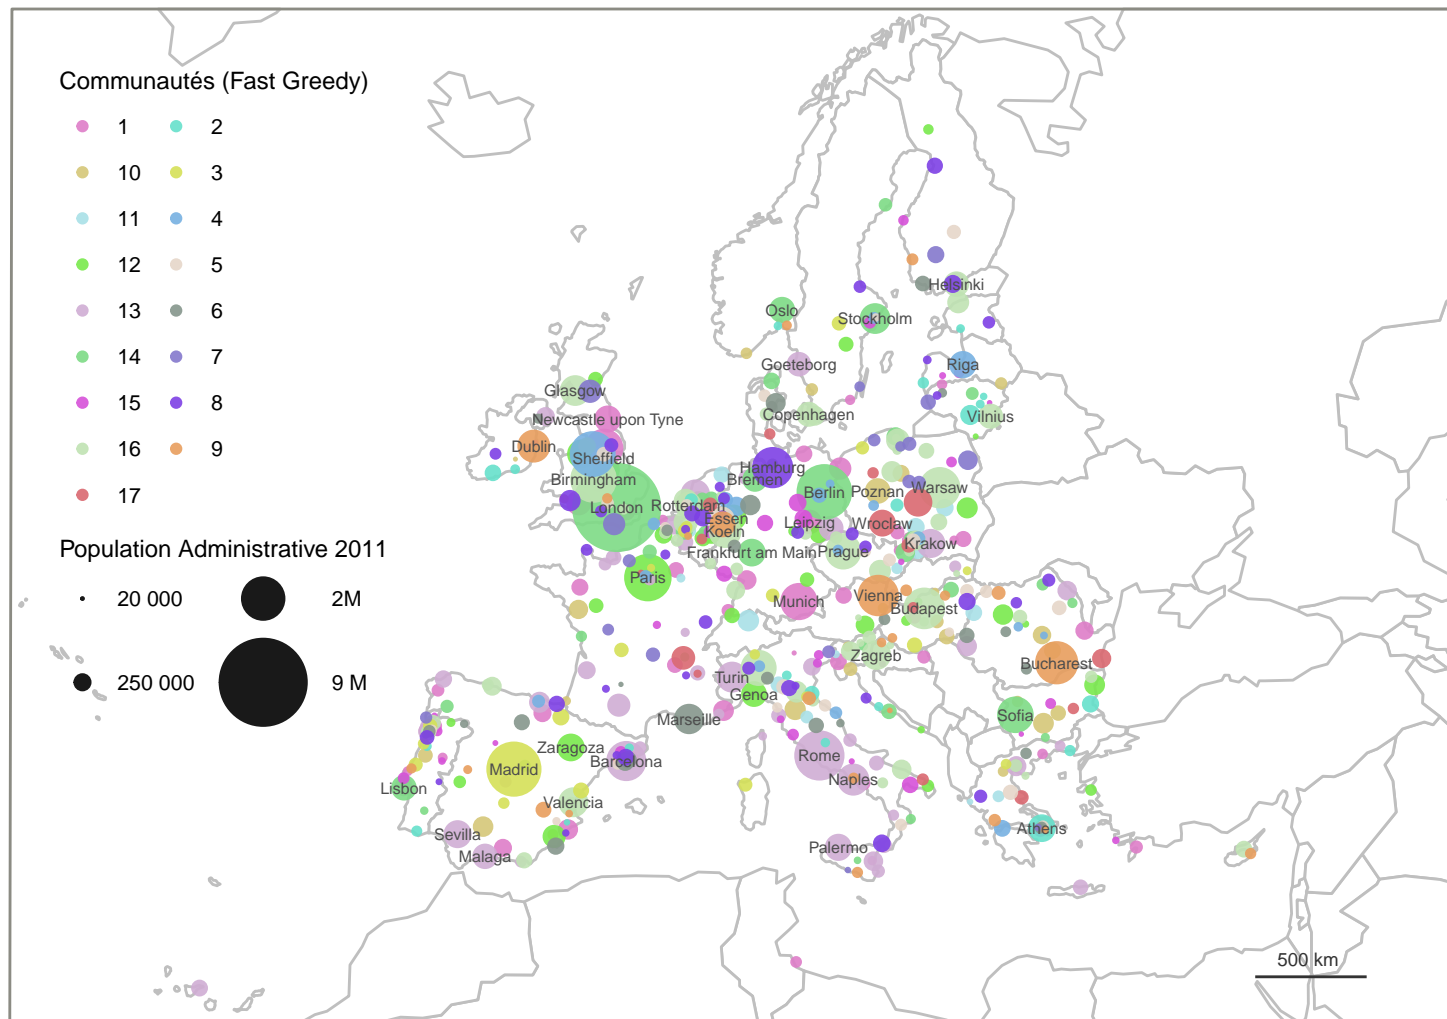 Communautés (Fast Greedy)
1 2
10 3
11 4
12 5
13 6
14 7
15 8
16 9
17
Population Administrative 2011
20 000 2M
250 000 9 M
Helsinki
Oslo
Stockholm
Goeteborg
Riga
Glasgow
Copenhagen
Newcastle upon Tyne
Vilnius
Dublin
Sheffield
Hamburg
Birmingham
Bremen
Berlin
Poznan
Warsaw
London
Rotterdam
Essen
Leipzig
Wroclaw
Koeln
Krakow
Frankfurt am Main
Prague
Paris
Munich
Vienna
Budapest
Zagreb
Bucharest
Turin
Genoa
Sofia
Marseille
Zaragoza
Rome
Barcelona
Madrid
Naples
Lisbon
Valencia
Athens
Sevilla
Palermo
Malaga
500 km